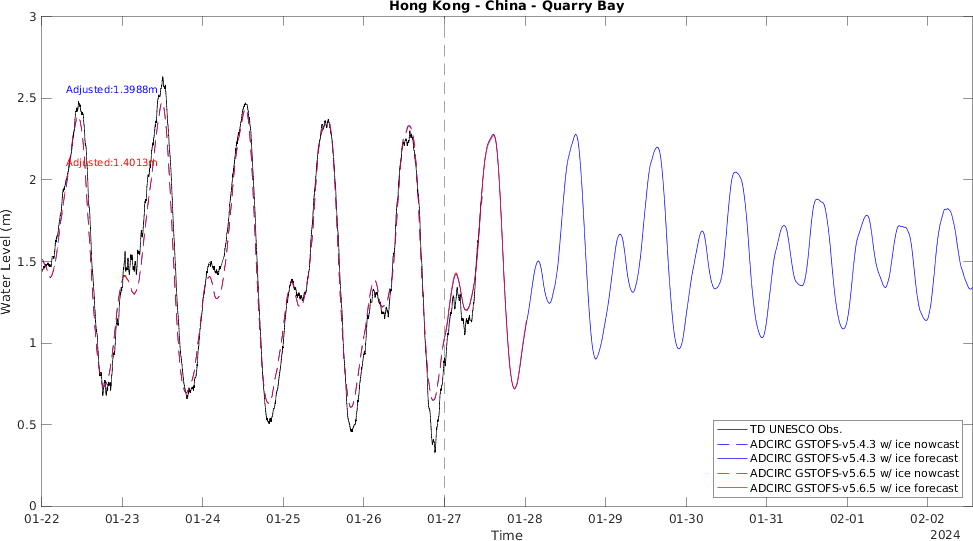 Hong Kong - China - Quarry Bay
3
2.5
2
1.5
1
0.5
0
Water Level (m)
Adjusted:1.3988m
Adjusted:1.4013m
TD UNESCO Obs.
ADCIRC GSTOFS-v5.4.3 w/ ice nowcast
ADCIRC GSTOFS-v5.4.3 w/ ice forecast
ADCIRC GSTOFS-v5.6.5 w/ ice nowcast
ADCIRC GSTOFS-v5.6.5 w/ ice forecast
01-22 01-23 01-24 01-25 01-26 01-27 01-28 01-29 01-30 01-31 02-01 02-02
Time
2024